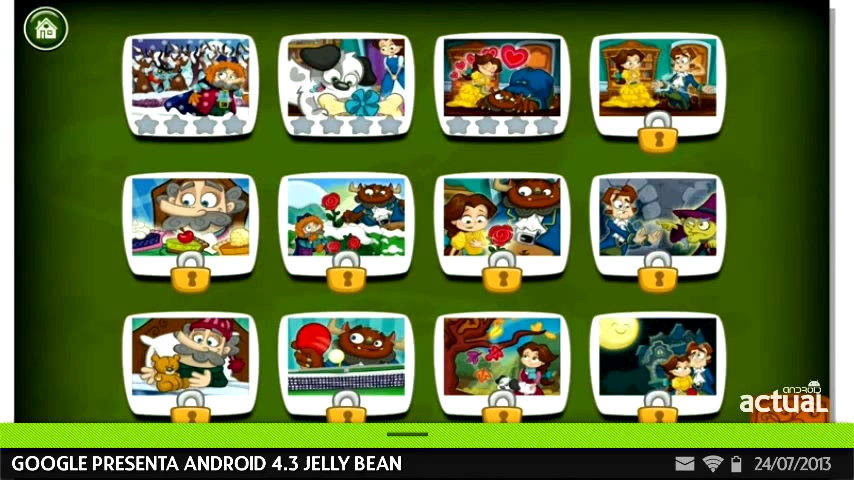 ANDROID
actual
GOOGLE PRESENTA ANDROID 4.3 JELLY BEAN
24/07/2013